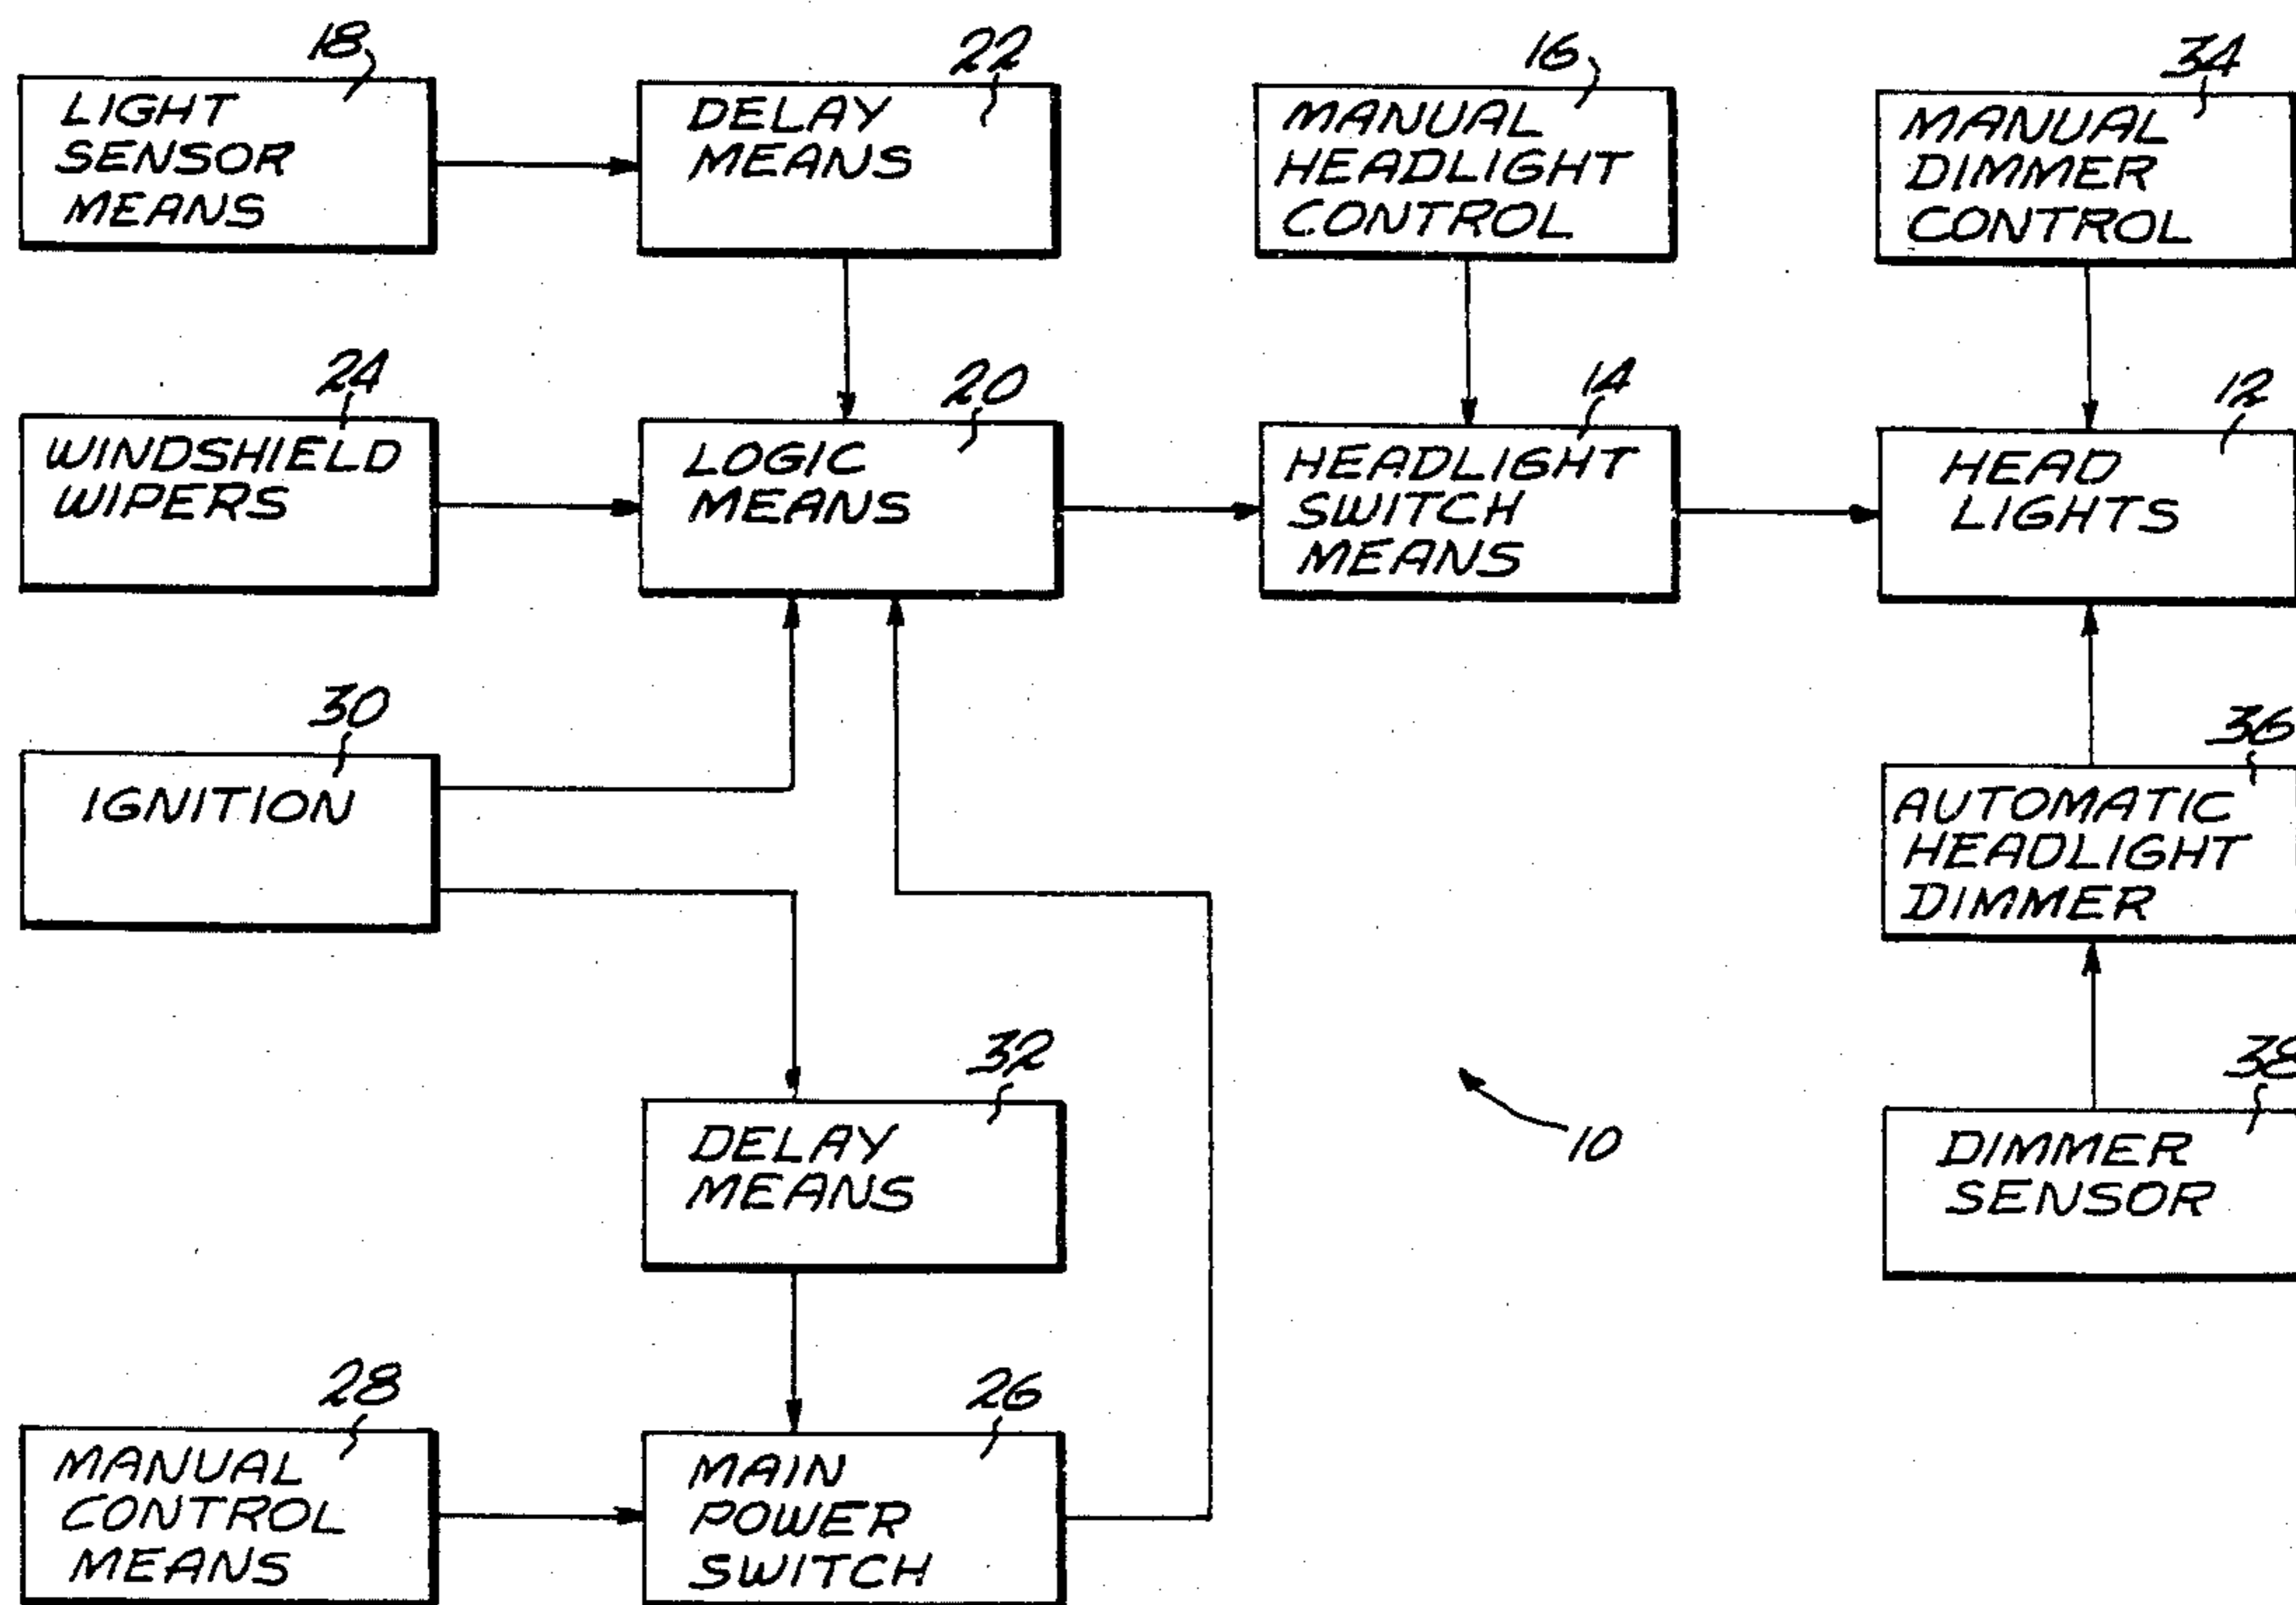 18
LIGHT
SENSOR
MEANS
22
DELAY
MEANS
16
MANUAL
HEADLIGHT
CONTROL
34
MANUAL
DIMMER
CONTROL
24
WINDSHIELD
WIPERS
20
LOGIC
MEANS
14
HEADLIGHT
SWITCH
MEANS
12
HEAD
LIGHTS
30
IGNITION
36
AUTOMATIC
HEADLIGHT
DIMMER
32
DELAY
MEANS
10
38
DIMMER
SENSOR
28
MANUAL
CONTROL
MEANS
26
MAIN
POWER
SWITCH